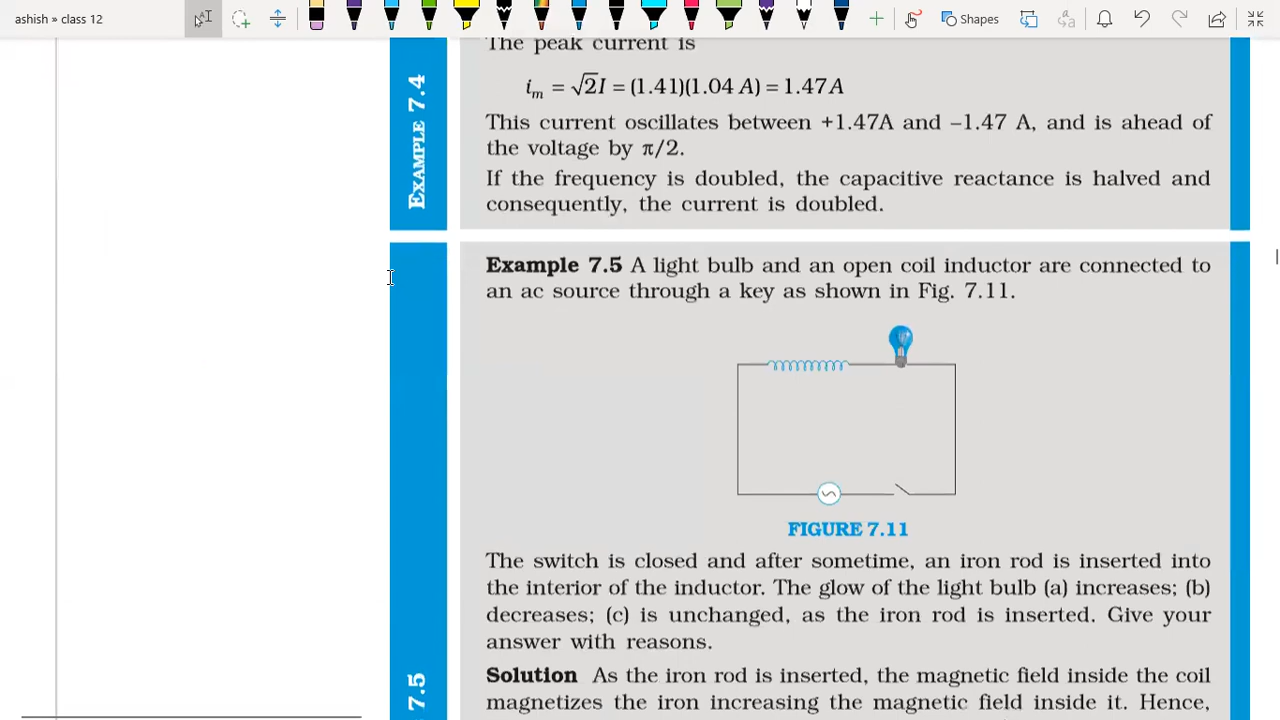 ashish » class 12
Shapes
The peak current is
iₘ = √2I = (1.41)(1.04 A) = 1.47A
This current oscillates between +1.47A and –1.47 A, and is ahead of
the voltage by π/2.
If the frequency is doubled, the capacitive reactance is halved and
consequently, the current is doubled.
EXAMPLE 7.4
Example 7.5 A light bulb and an open coil inductor are connected to
an ac source through a key as shown in Fig. 7.11.
FIGURE 7.11
The switch is closed and after sometime, an iron rod is inserted into
the interior of the inductor. The glow of the light bulb (a) increases; (b)
decreases; (c) is unchanged, as the iron rod is inserted. Give your
answer with reasons.
Solution As the iron rod is inserted, the magnetic field inside the coil
magnetizes the iron increasing the magnetic field inside it. Hence,
7.5